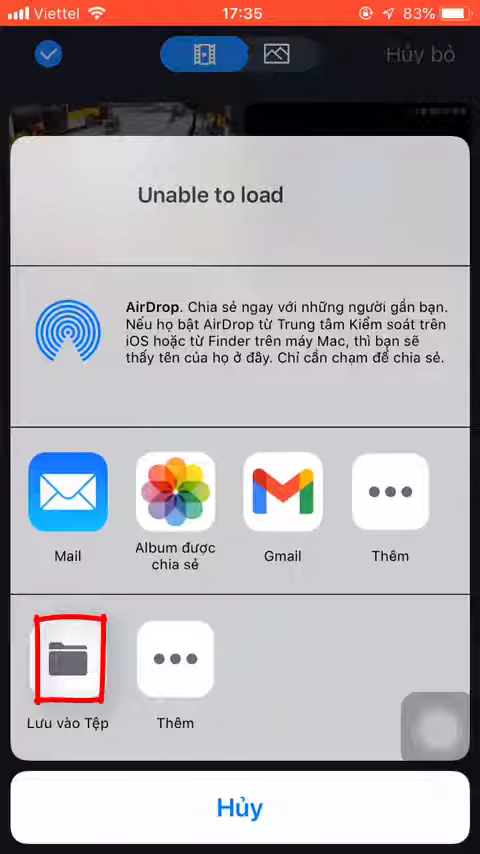 Viettel 17:35 83%
Hủy bỏ
Unable to load
AirDrop. Chia sẻ ngay với những người gần bạn.
Nếu họ bật AirDrop từ Trung tâm Kiểm soát trên
iOS hoặc từ Finder trên máy Mac, thì bạn sẽ
thấy tên của họ ở đây. Chỉ cần chạm để chia sẻ.
Mail
Album được
chia sẻ
Gmail
Thêm
Lưu vào Tệp
Thêm
Hủy